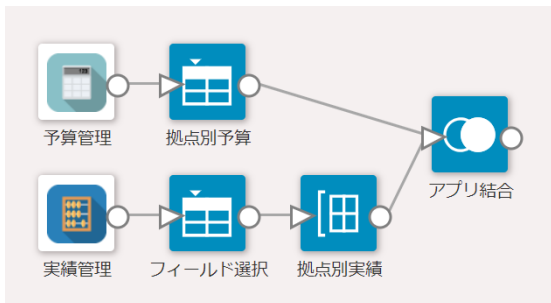 予算管理
拠点別予算
アプリ結合
実績管理
フィールド選択
拠点別実績